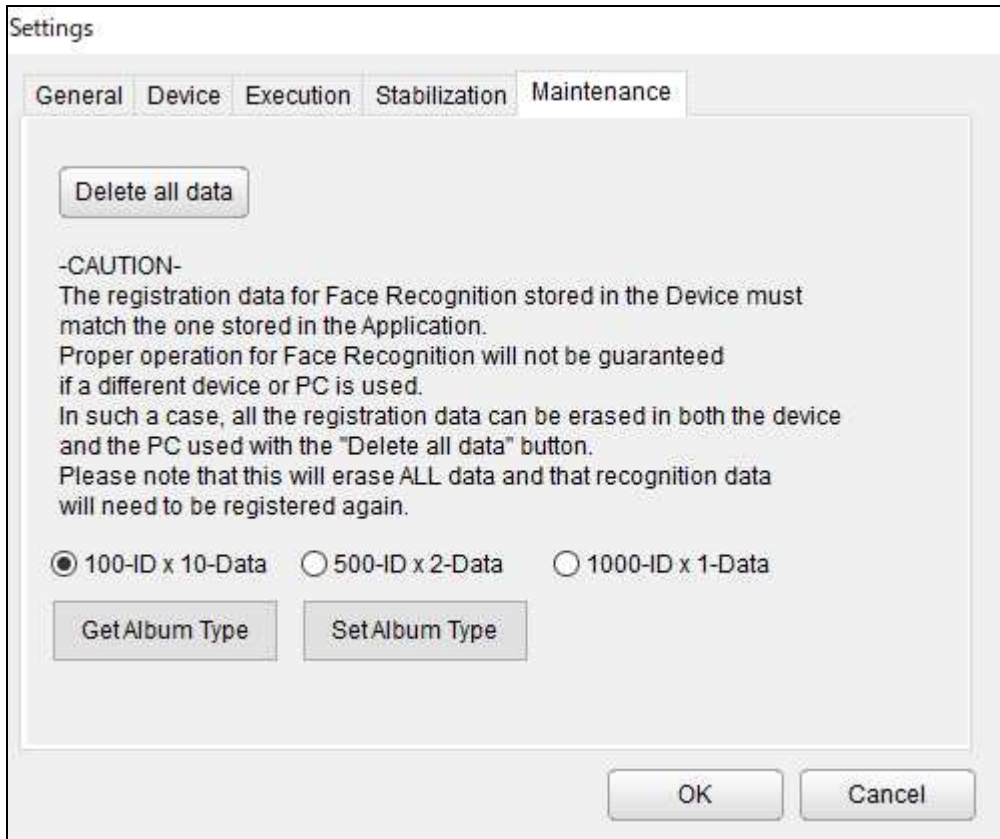 Settings
General Device Execution Stabilization Maintenance
Delete all data
-CAUTION-
The registration data for Face Recognition stored in the Device must
match the one stored in the Application.
Proper operation for Face Recognition will not be guaranteed
if a different device or PC is used.
In such a case, all the registration data can be erased in both the device
and the PC used with the "Delete all data" button.
Please note that this will erase ALL data and that recognition data
will need to be registered again.
100-ID x 10-Data 500-ID x 2-Data 1000-ID x 1-Data
Get Album Type Set Album Type
OK Cancel